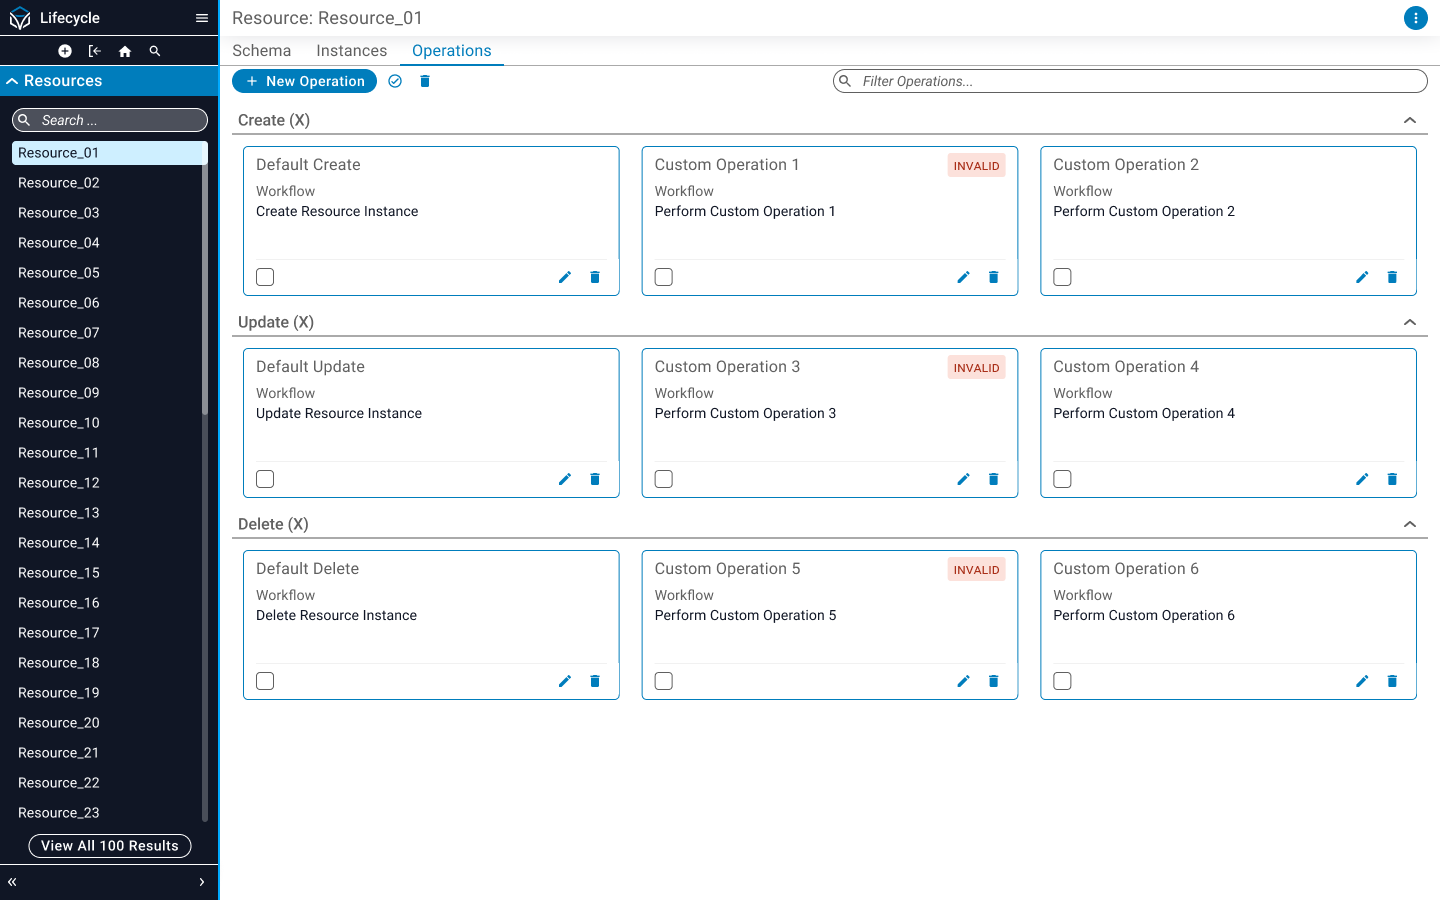 Lifecycle
Resources
Search ...
Resource_01
Resource_02
Resource_03
Resource_04
Resource_05
Resource_06
Resource_07
Resource_08
Resource_09
Resource_10
Resource_11
Resource_12
Resource_13
Resource_14
Resource_15
Resource_16
Resource_17
Resource_18
Resource_19
Resource_20
Resource_21
Resource_22
Resource_23
View All 100 Results
Resource: Resource_01
Schema Instances Operations
New Operation
Filter Operations...
Create (X)
Default Create
Workflow
Create Resource Instance
Custom Operation 1 INVALID
Workflow
Perform Custom Operation 1
Custom Operation 2
Workflow
Perform Custom Operation 2
Update (X)
Default Update
Workflow
Update Resource Instance
Custom Operation 3 INVALID
Workflow
Perform Custom Operation 3
Custom Operation 4
Workflow
Perform Custom Operation 4
Delete (X)
Default Delete
Workflow
Delete Resource Instance
Custom Operation 5 INVALID
Workflow
Perform Custom Operation 5
Custom Operation 6
Workflow
Perform Custom Operation 6